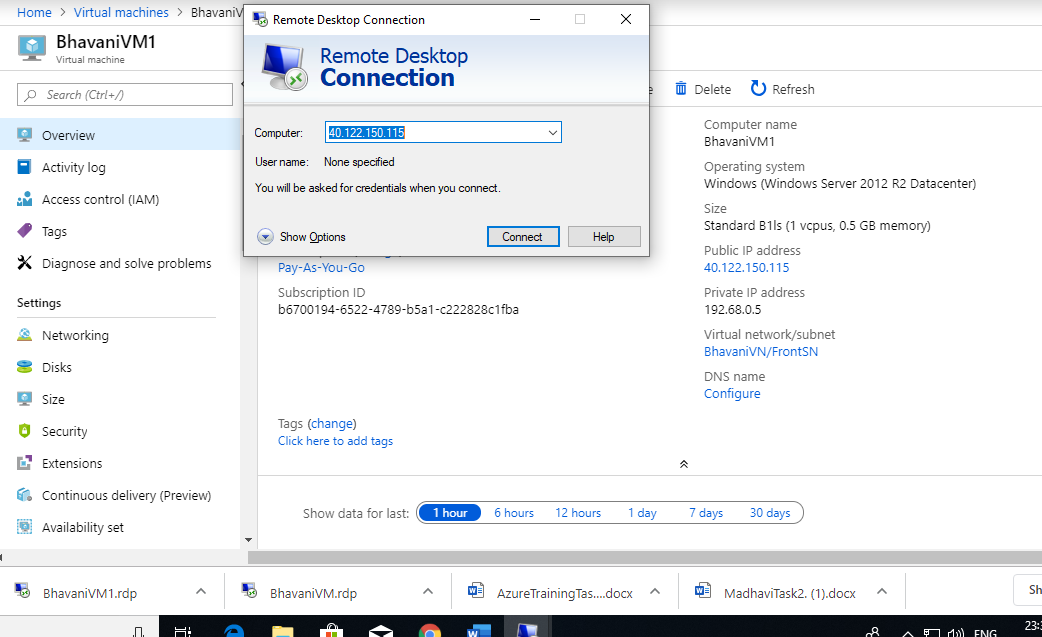 Home > Virtual machines > BhavaniV
BhavaniVM1
Virtual machine
Search (Ctrl+/)
Overview
Activity log
Access control (IAM)
Tags
Diagnose and solve problems
Settings
Networking
Disks
Size
Security
Extensions
Continuous delivery (Preview)
Availability set
Remote Desktop Connection
Remote Desktop
Connection
Computer: 40.122.150.115
User name: None specified
You will be asked for credentials when you connect.
Show Options Connect Help
Delete Refresh
Pay-As-You-Go
Subscription ID
b6700194-6522-4789-b5a1-c222828c1fba
Tags (change)
Click here to add tags
Computer name
BhavaniVM1
Operating system
Windows (Windows Server 2012 R2 Datacenter)
Size
Standard B1ls (1 vcpus, 0.5 GB memory)
Public IP address
40.122.150.115
Private IP address
192.68.0.5
Virtual network/subnet
BhavaniVN/FrontSN
DNS name
Configure
Show data for last: 1 hour 6 hours 12 hours 1 day 7 days 30 days
BhavaniVM1.rdp BhavaniVM.rdp AzureTrainingTas....docx MadhaviTask2. (1).docx Sh
ENG 23:3